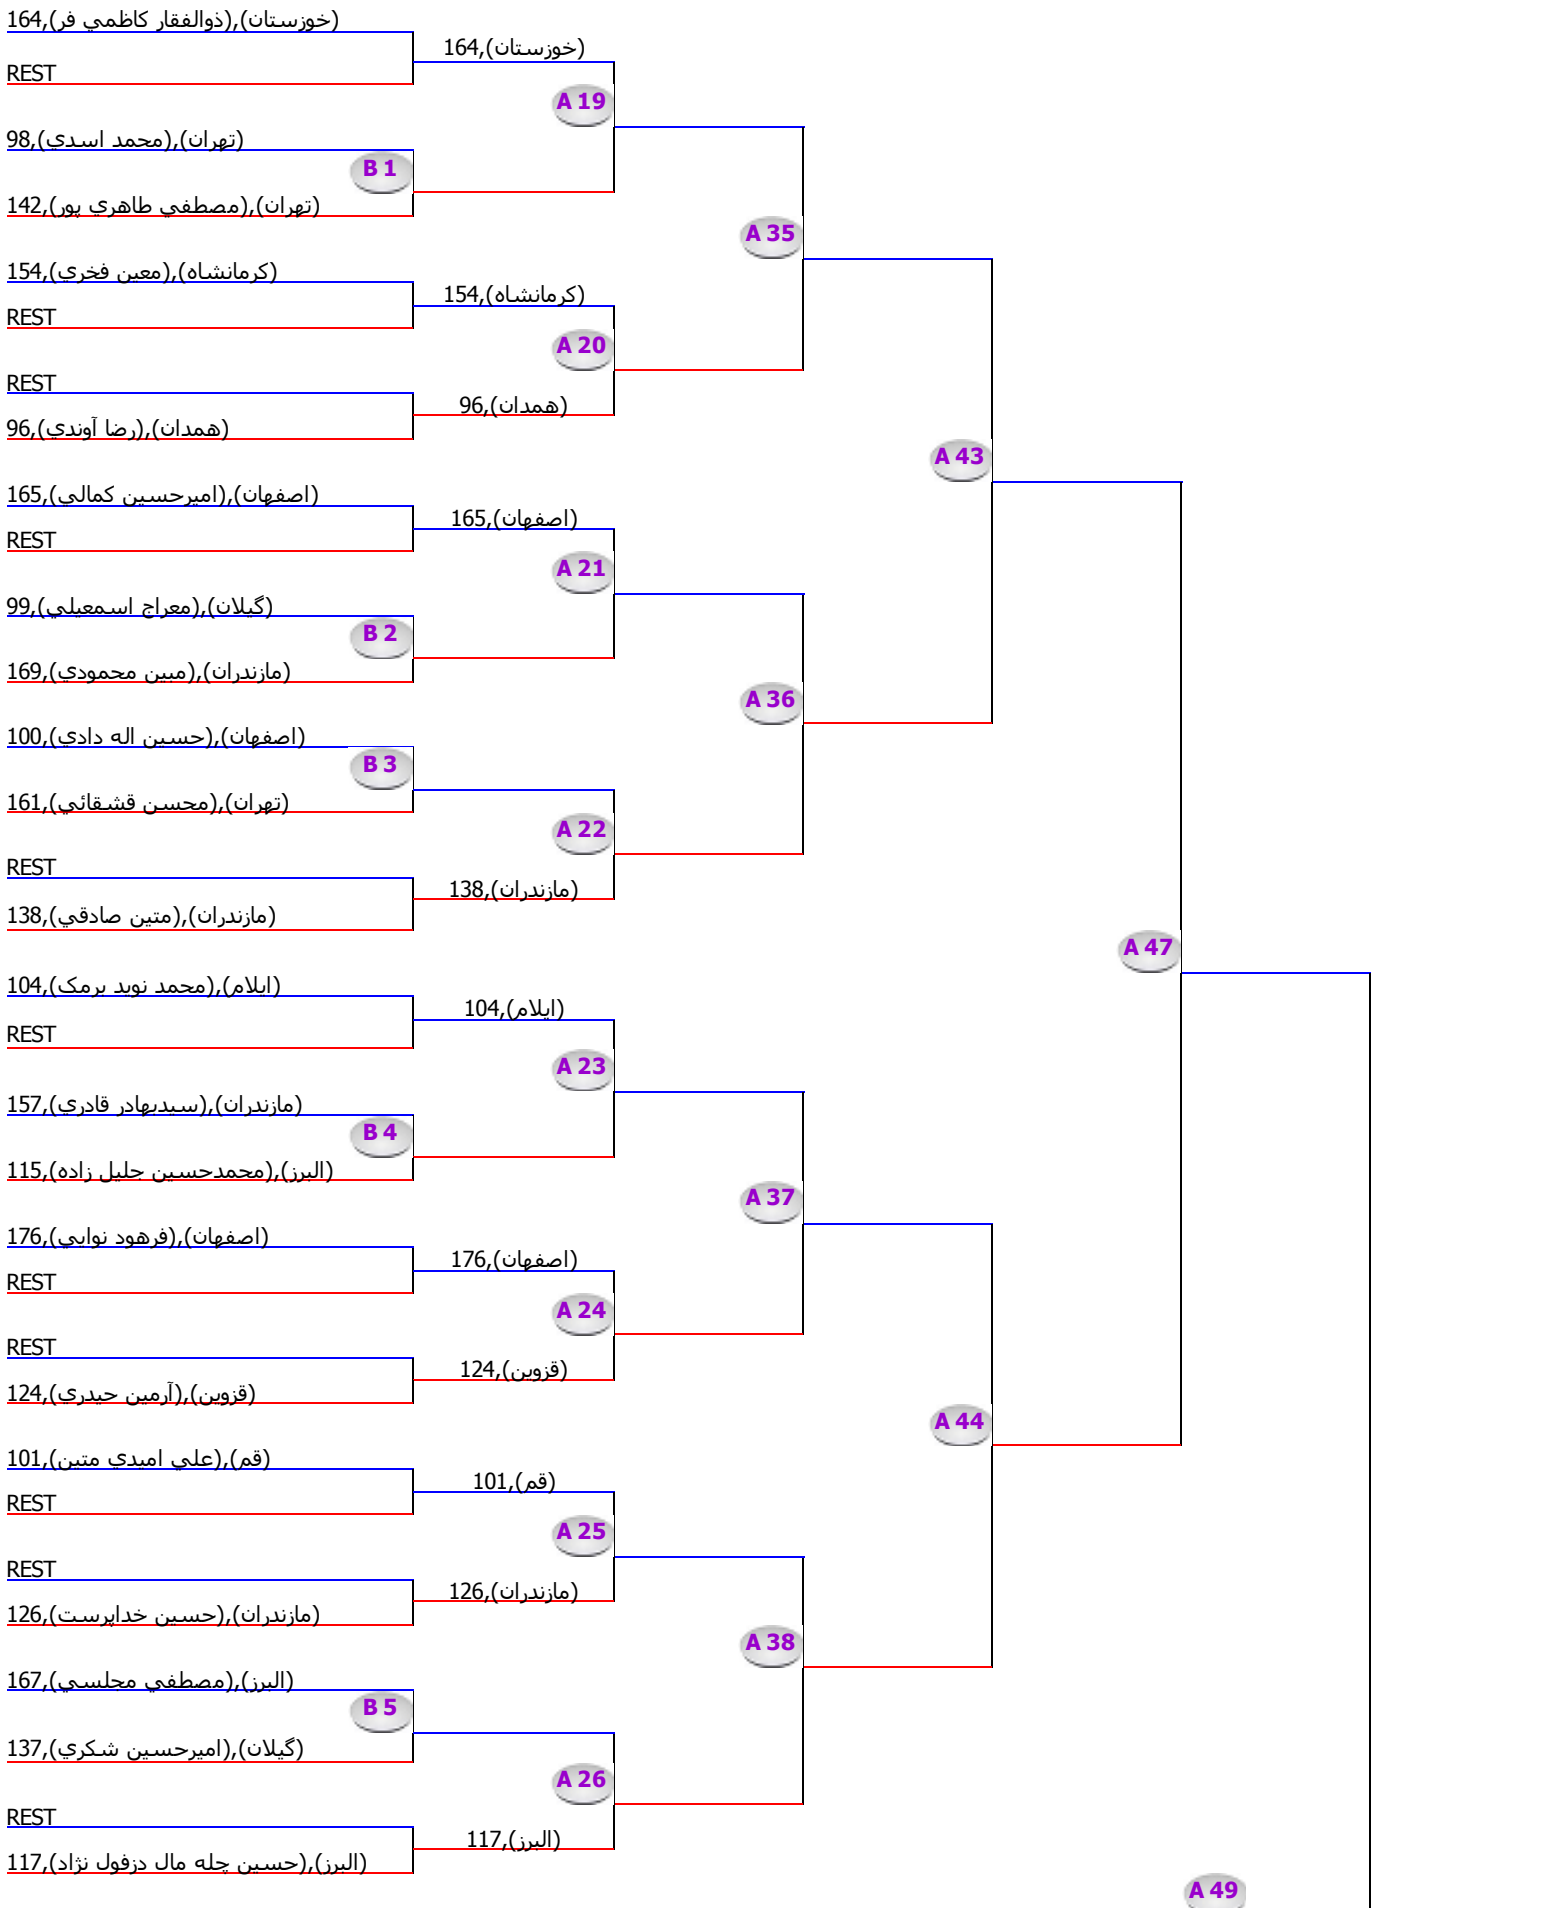 164,(خوزستان),(ذوالفقار کاظمي فر)
164,(خوزستان)
REST
A 19
98,(تهران),(محمد اسدي)
B 1
142,(تهران),(مصطفي طاهري پور)
A 35
154,(کرمانشاه),(معين فخري)
154,(کرمانشاه)
REST
A 20
REST
96,(همدان)
96,(همدان),(رضا آوندي)
A 43
165,(اصفهان),(اميرحسين کمالي)
165,(اصفهان)
REST
A 21
99,(گيلان),(معراج اسمعيلي)
B 2
169,(مازندران),(مبين محمودي)
A 36
100,(اصفهان),(حسين اله دادي)
B 3
161,(تهران),(محسن قشقائي)
A 22
REST
138,(مازندران)
138,(مازندران),(متين صادقي)
A 47
104,(ايلام),(محمد نويد برمک)
104,(ايلام)
REST
A 23
157,(مازندران),(سيدبهادر قادري)
B 4
115,(البرز),(محمدحسين جليل زاده)
A 37
176,(اصفهان),(فرهود نوايي)
176,(اصفهان)
REST
A 24
REST
124,(قزوين)
124,(قزوين),(آرمين حيدري)
A 44
101,(قم),(علي اميدي متين)
101,(قم)
REST
A 25
REST
126,(مازندران)
126,(مازندران),(حسين خداپرست)
A 38
167,(البرز),(مصطفي مجلسي)
B 5
137,(گيلان),(اميرحسين شکري)
A 26
REST
117,(البرز)
117,(البرز),(حسين چله مال دزفول نژاد)
A 49